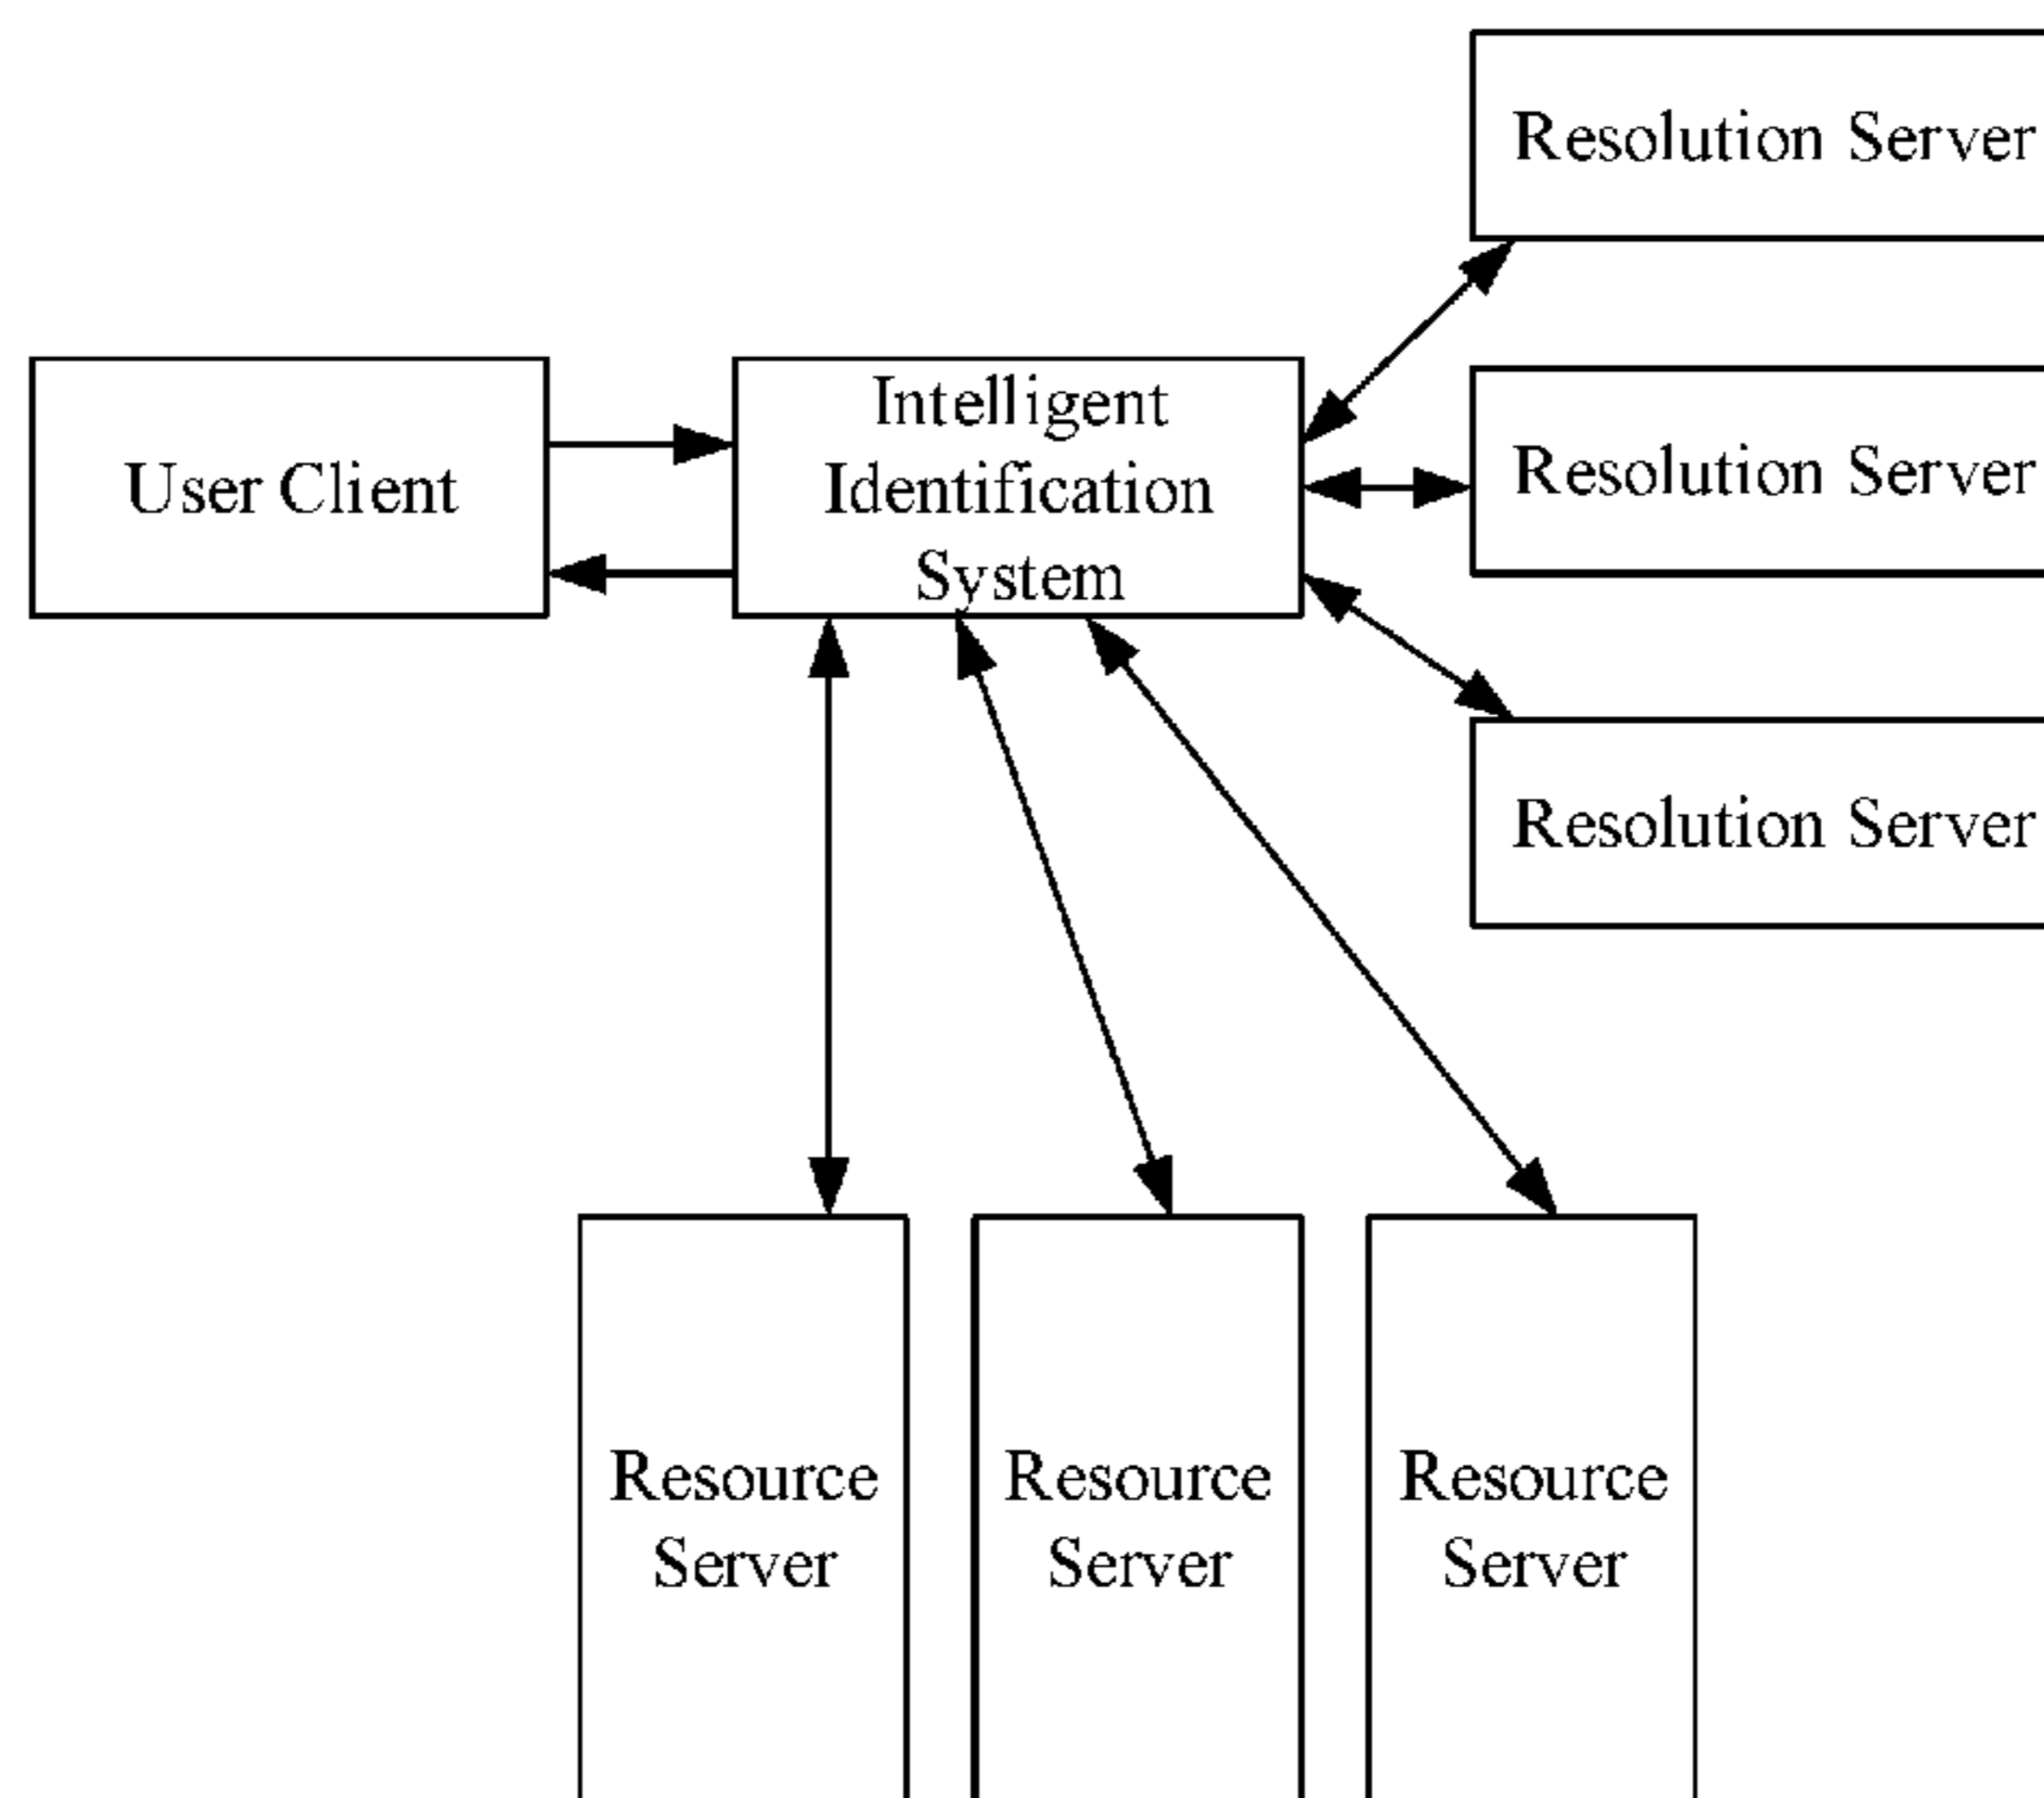 Resolution Server
User Client
Intelligent
Identification
System
Resolution Server
Resolution Server
Resource
Server
Resource
Server
Resource
Server